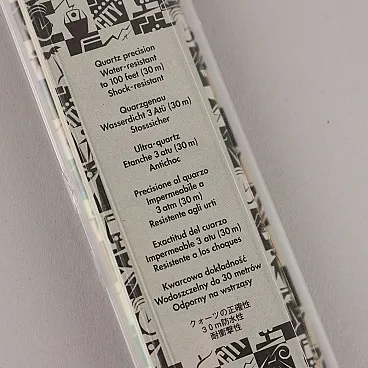 Quartz precision
Water-resistant
to 100 feet (30 m)
Shock-resistant
Quarzgenau
Wasserdicht 3 Atü (30 m)
Stosssicher
Ultra-quartz
Etanche 3 atu (30 m)
Antichoc
Precisione al quarzo
Impermeabile a
3 atm (30 m)
Resistente agli urti
Exactitud del cuarzo
Impermeable 3 atu (30 m)
Resistente a los choques
Kwarcowa dokładność
Wodoszczelny do 30 metrów
Odporny na wstrząsy
クォーツの正確性
30m防水性
耐衝撃性